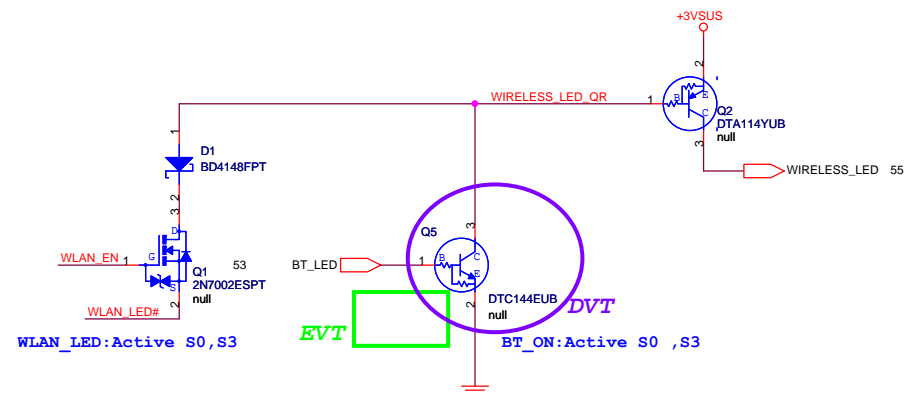 +3VSUS
2
WIRELESS_LED_QR
1
B
E
C
Q2
DTA114YUB
null
3
WIRELESS_LED 55
1
D1
BD4148FPT
2
3
D
Q5
3
WLAN_EN 1
G
Q1
53
2N7002ESPT
null
S
2
BT_LED
1
B
C
E
DTC144EUB
null
2
WLAN_LED#
EVT
DVT
WLAN_LED:Active S0,S3
BT_ON:Active S0 ,S3